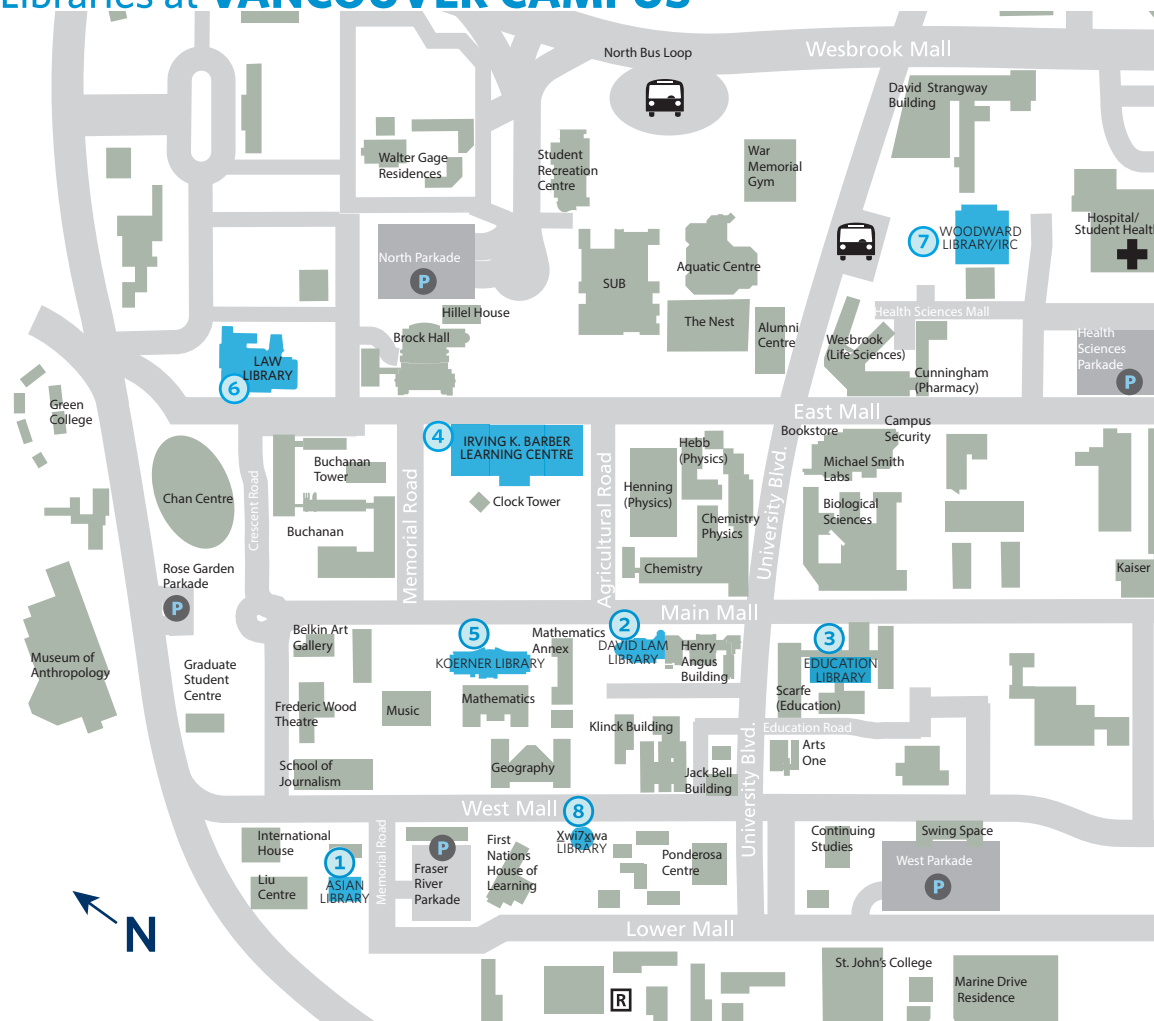 Libraries at VANCOUVER CAMPUS
North Bus Loop
Wesbrook Mall
David Strangway
Building
Walter Gage
Residences
Student
Recreation
Centre
War
Memorial
Gym
North Parkade
P
SUB
Aquatic Centre
7
WOODWARD
LIBRARY/IRC
Hospital/
Student Health
Hillel House
Brock Hall
The Nest
Alumni
Centre
Health Sciences Mall
Wesbrook
(Life Sciences)
Cunningham
(Pharmacy)
Health
Sciences
Parkade
P
LAW
LIBRARY
6
Green
College
East Mall
Bookstore
Campus
Security
4
IRVING K. BARBER
LEARNING CENTRE
Clock Tower
Chan Centre
Crescent Road
Buchanan
Tower
Buchanan
Memorial Road
Agricultural Road
Hebb
(Physics)
Henning
(Physics)
Chemistry
Physics
Chemistry
University Blvd.
Michael Smith
Labs
Biological
Sciences
Kaiser
Rose Garden
Parkade
P
Main Mall
Museum of
Anthropology
Graduate
Student
Centre
Belkin Art
Gallery
5
KOERNER LIBRARY
Mathematics
Annex
2
DAVID LAM
LIBRARY
Henry
Angus
Building
3
EDUCATION
LIBRARY
Scarfe
(Education)
Frederic Wood
Theatre
Music
Mathematics
Klinck Building
Education Road
School of
Journalism
Geography
Jack Bell
Building
University Blvd.
Arts
One
West Mall
8
Xwi7xwa
LIBRARY
International
House
1
ASIAN
LIBRARY
Liu
Centre
Memorial Road
P
Fraser
River
Parkade
First
Nations
House of
Learning
Ponderosa
Centre
Continuing
Studies
Swing Space
West Parkade
P
N
Lower Mall
R
St. John's College
Marine Drive
Residence